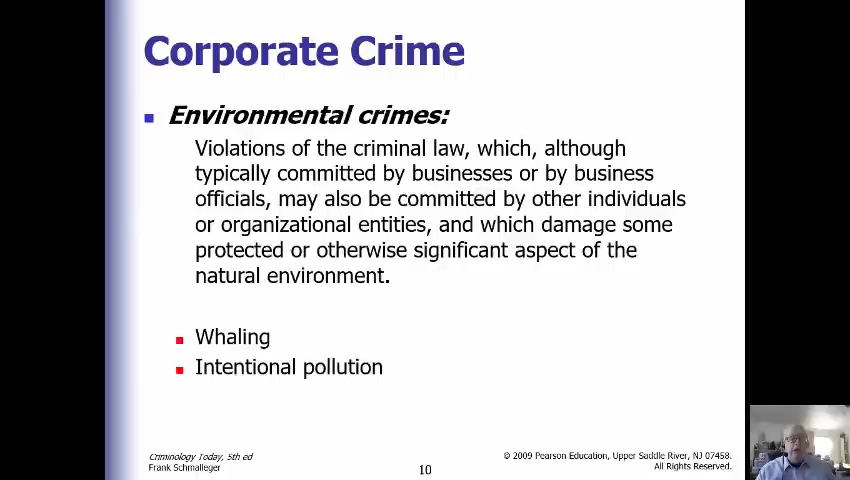 Corporate Crime
Environmental crimes:
Violations of the criminal law, which, although
typically committed by businesses or by business
officials, may also be committed by other individuals
or organizational entities, and which damage some
protected or otherwise significant aspect of the
natural environment.
Whaling
Intentional pollution
Criminology Today, 5th ed
Frank Schmalleger
10
© 2009 Pearson Education, Upper Saddle River, NJ 07458.
All Rights Reserved.